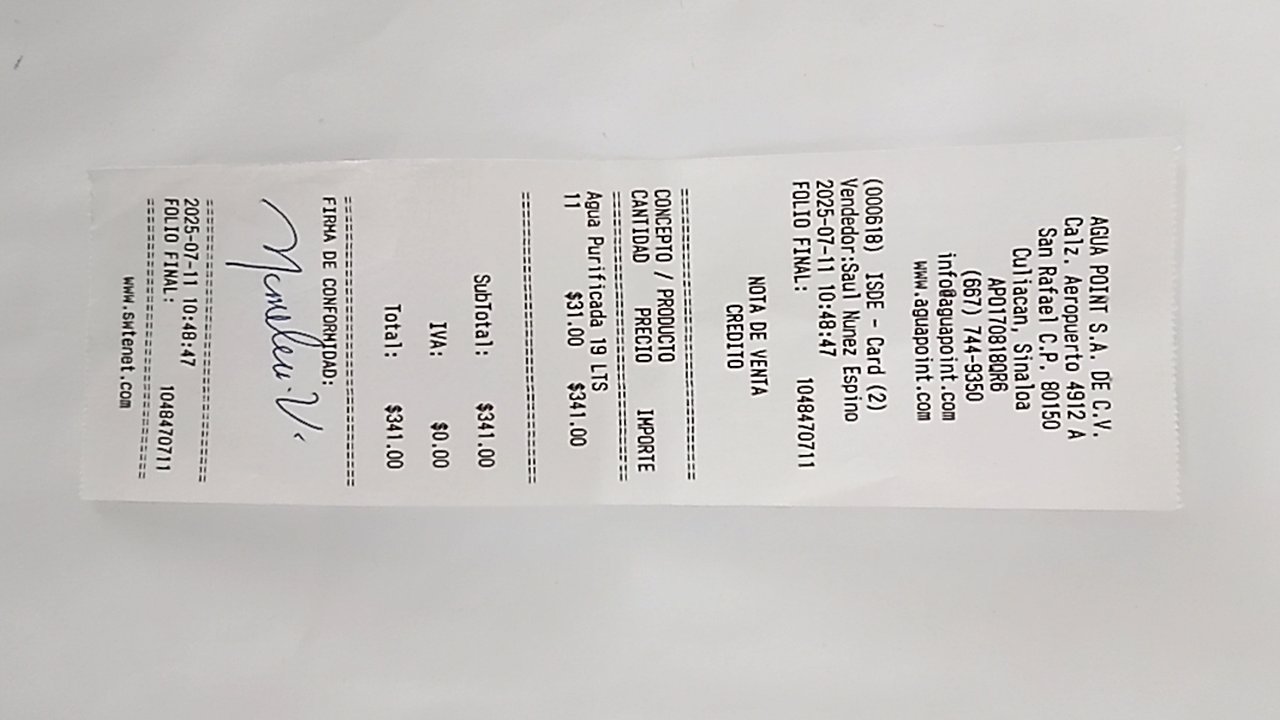 AGUA POINT S.A. DE C.V.
Calz. Aeropuerto 4912 A
San Rafael C.P. 80150
Culiacan, Sinaloa
APO170818QR6
(667) 744-9350
info@aguapoint.com
www.aguapoint.com
(000618) ISDE - Card (2)
Vendedor:Saul Nunez Espino
2025-07-11 10:48:47
FOLIO FINAL: 1048470711
NOTA DE VENTA
CREDITO
==============================
CONCEPTO / PRODUCTO
CANTIDAD PRECIO IMPORTE
==============================
Agua Purificada 19 LTS
11 $31.00 $341.00
==============================
SubTotal: $341.00
IVA: $0.00
Total: $341.00
==============================
FIRMA DE CONFORMIDAD:
==============================
2025-07-11 10:48:47
FOLIO FINAL: 1048470711
==============================
www.swtenet.com